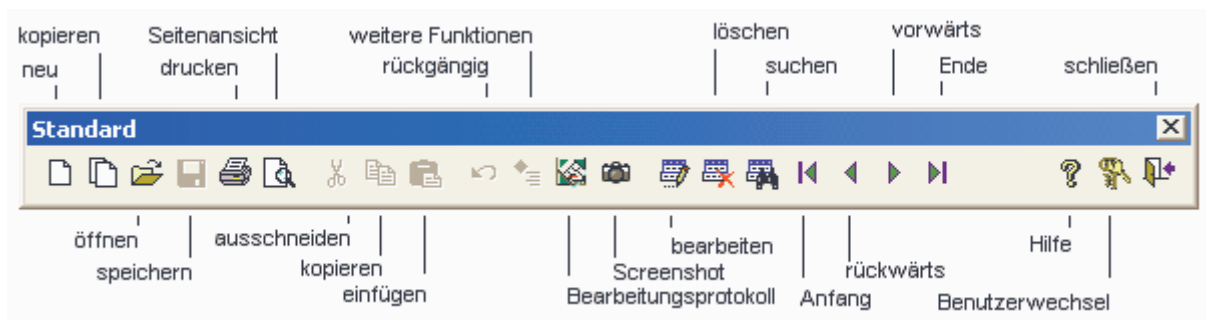 kopieren Seitenansicht weitere Funktionen löschen vorwärts
neu drucken rückgängig suchen Ende schließen
Standard
öffnen ausschneiden bearbeiten Hilfe
speichern kopieren Screenshot rückwärts
einfügen Bearbeitungsprotokoll Anfang Benutzerwechsel